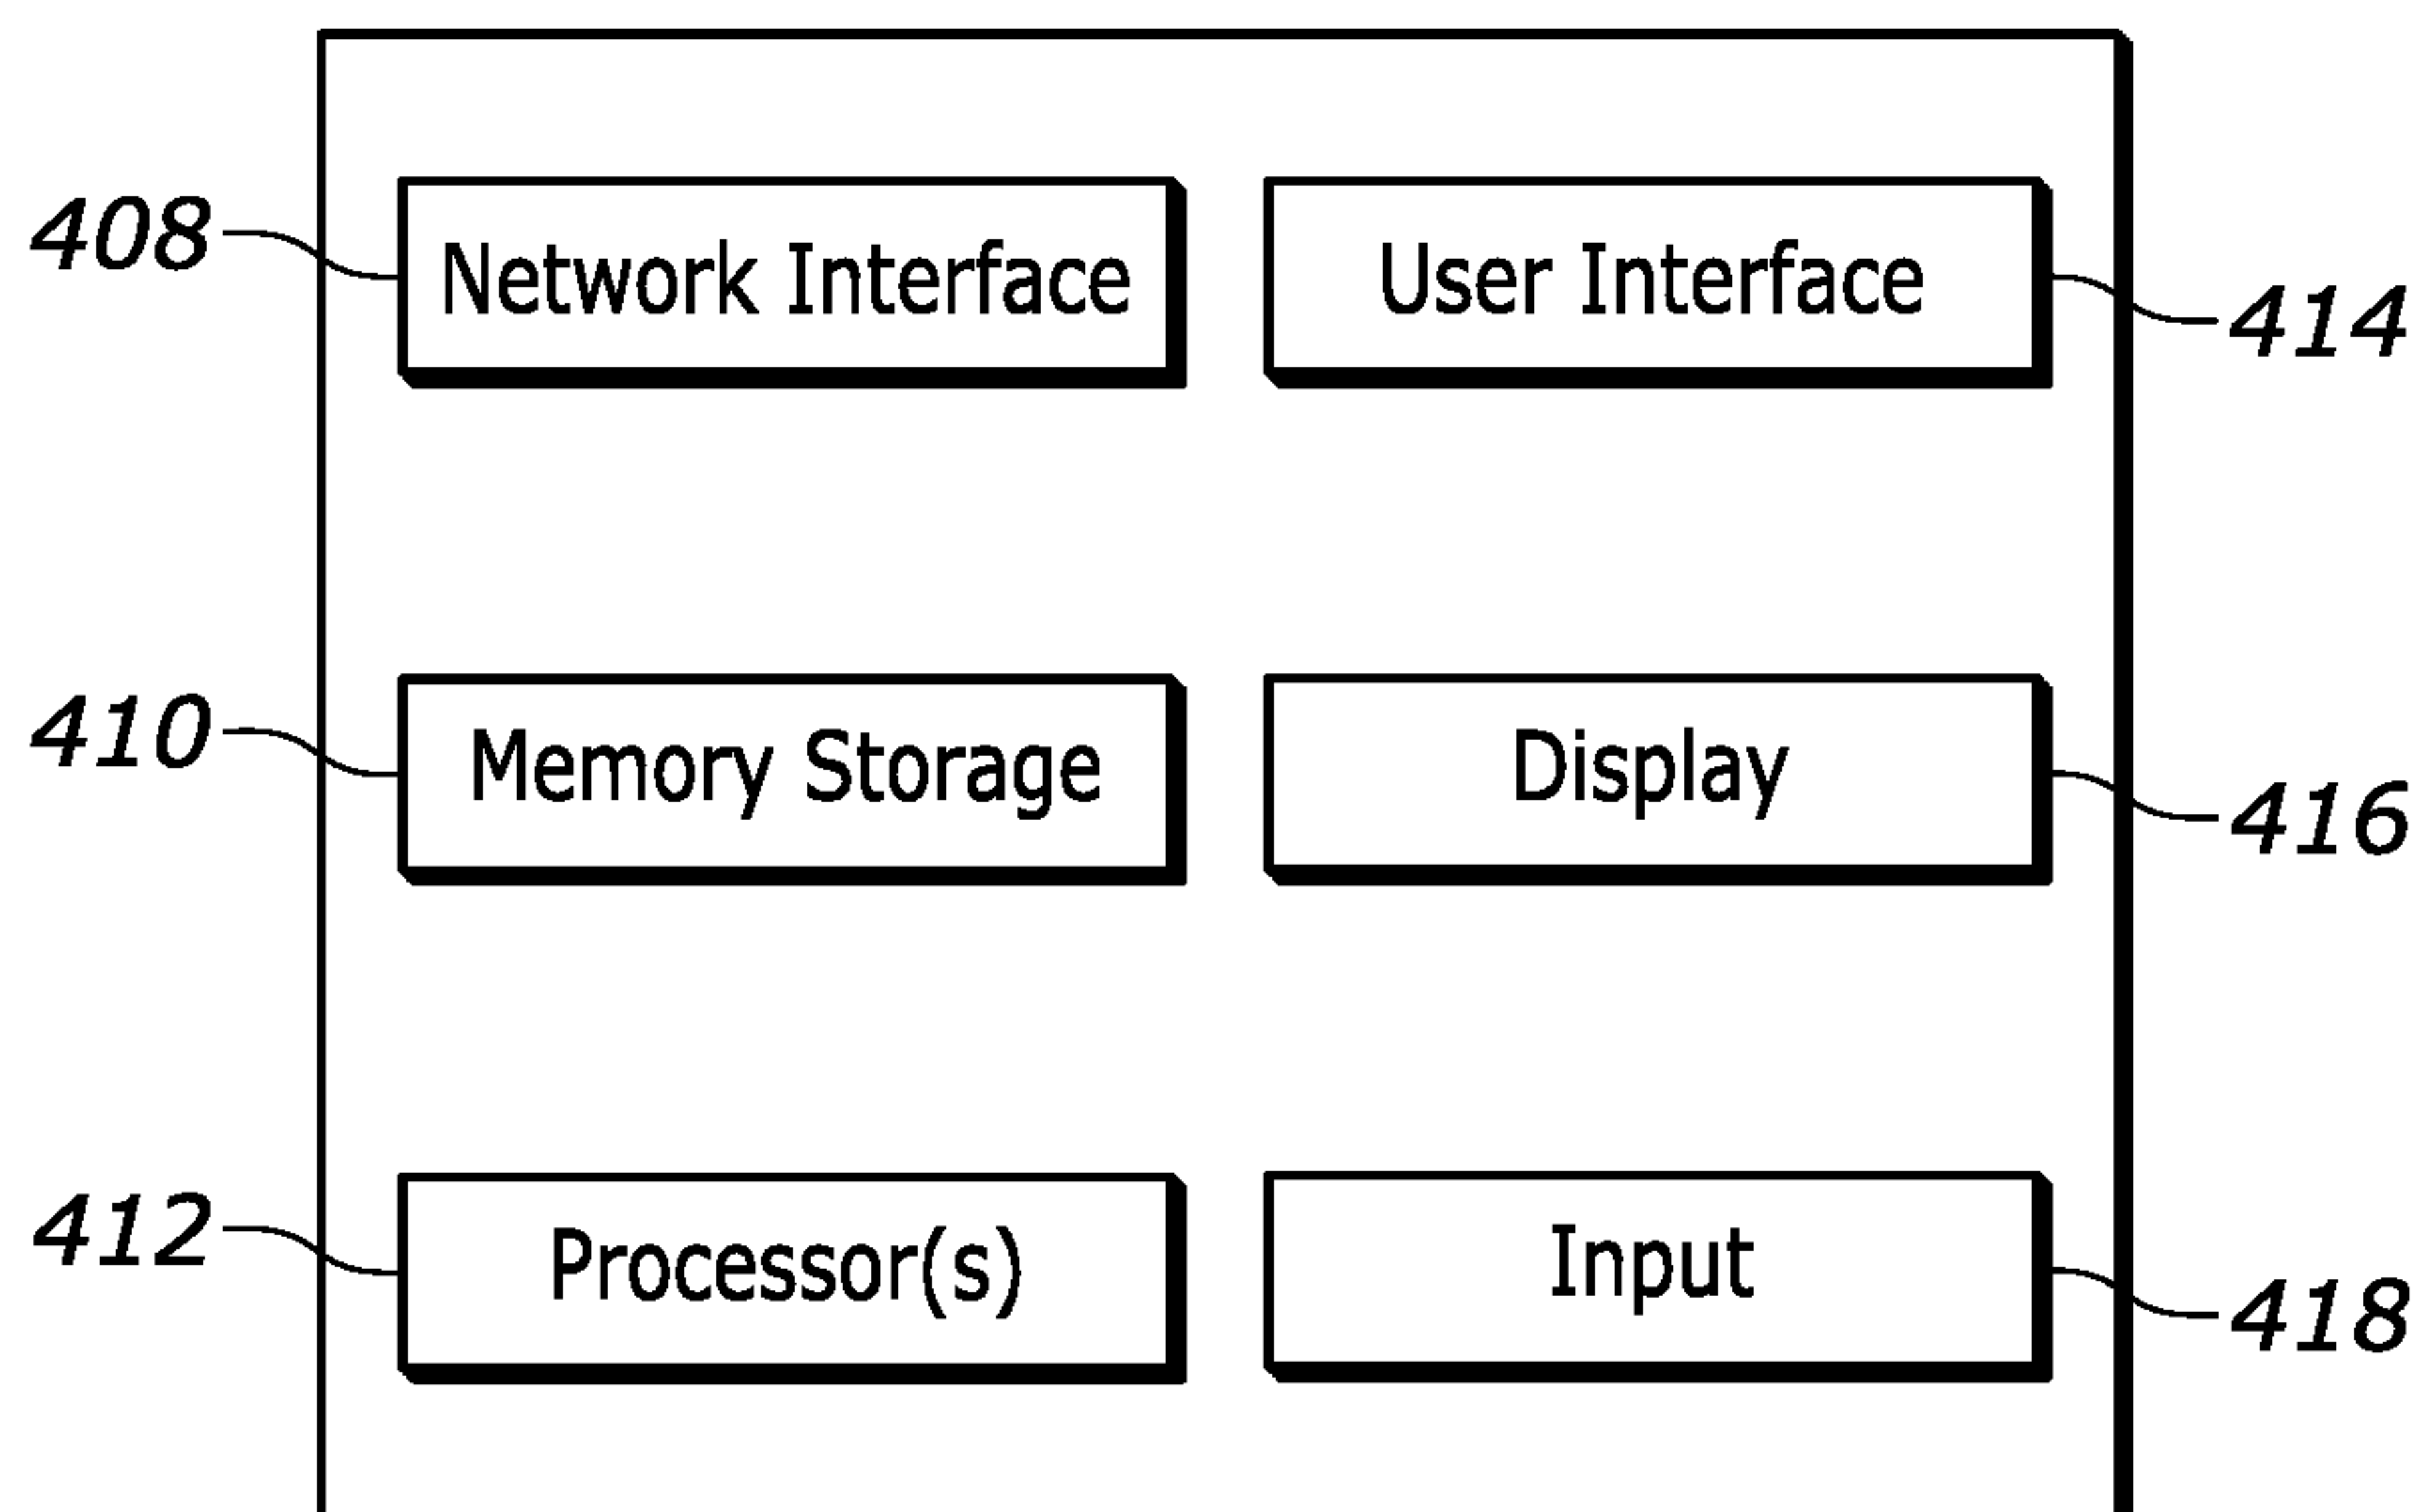 408
Network Interface
User Interface
414
410
Memory Storage
Display
416
412
Processor(s)
Input
418